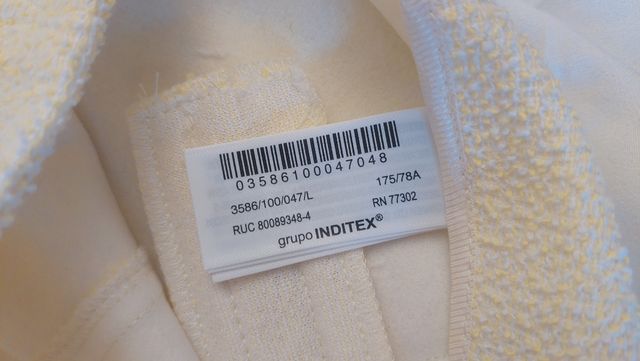 03586100047048
3586/100/047/L 175/78A
RUC 80089348-4 RN 77302
grupo INDITEX®